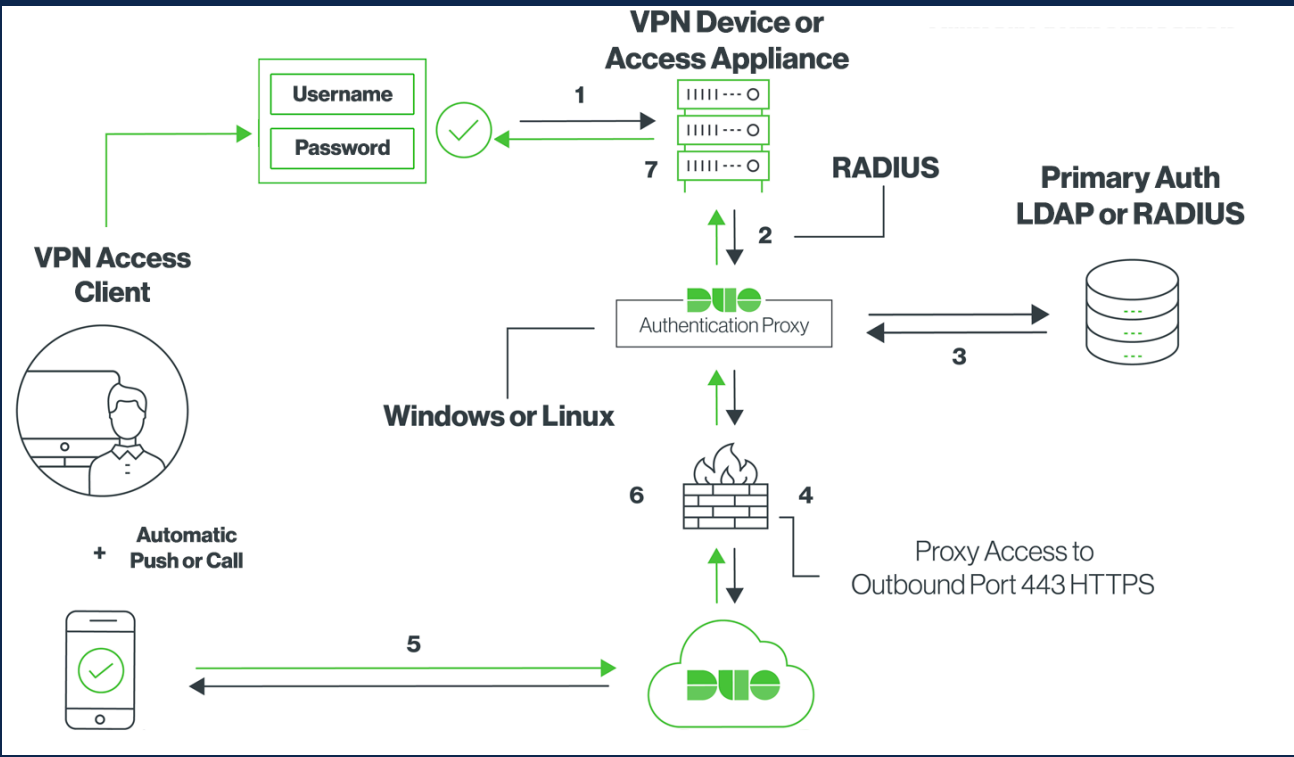 VPN Device or
Access Appliance
Username
Password
1
7
RADIUS
2
Primary Auth
LDAP or RADIUS
VPN Access
Client
DUO
Authentication Proxy
3
Windows or Linux
6
4
Automatic
+ Push or Call
Proxy Access to
Outbound Port 443 HTTPS
5
DUO